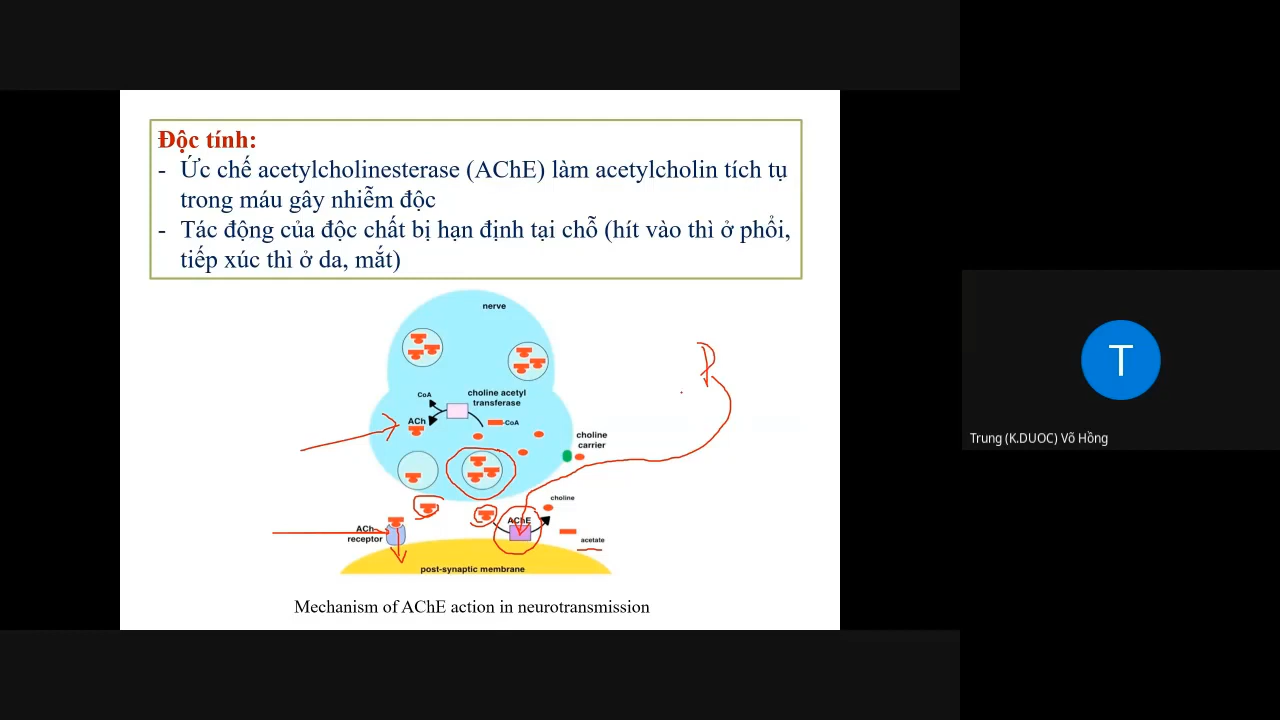 Độc tính:
- Ức chế acetylcholinesterase (AChE) làm acetylcholin tích tụ
trong máu gây nhiễm độc
- Tác động của độc chất bị hạn định tại chỗ (hít vào thì ở phổi,
tiếp xúc thì ở da, mắt)
nerve
CoA
choline acetyl
transferase
ACh
CoA
choline
carrier
choline
AChE
ACh
receptor
acetate
post-synaptic membrane
Mechanism of AChE action in neurotransmission
P
T
Trung (K.DUOC) Võ Hồng